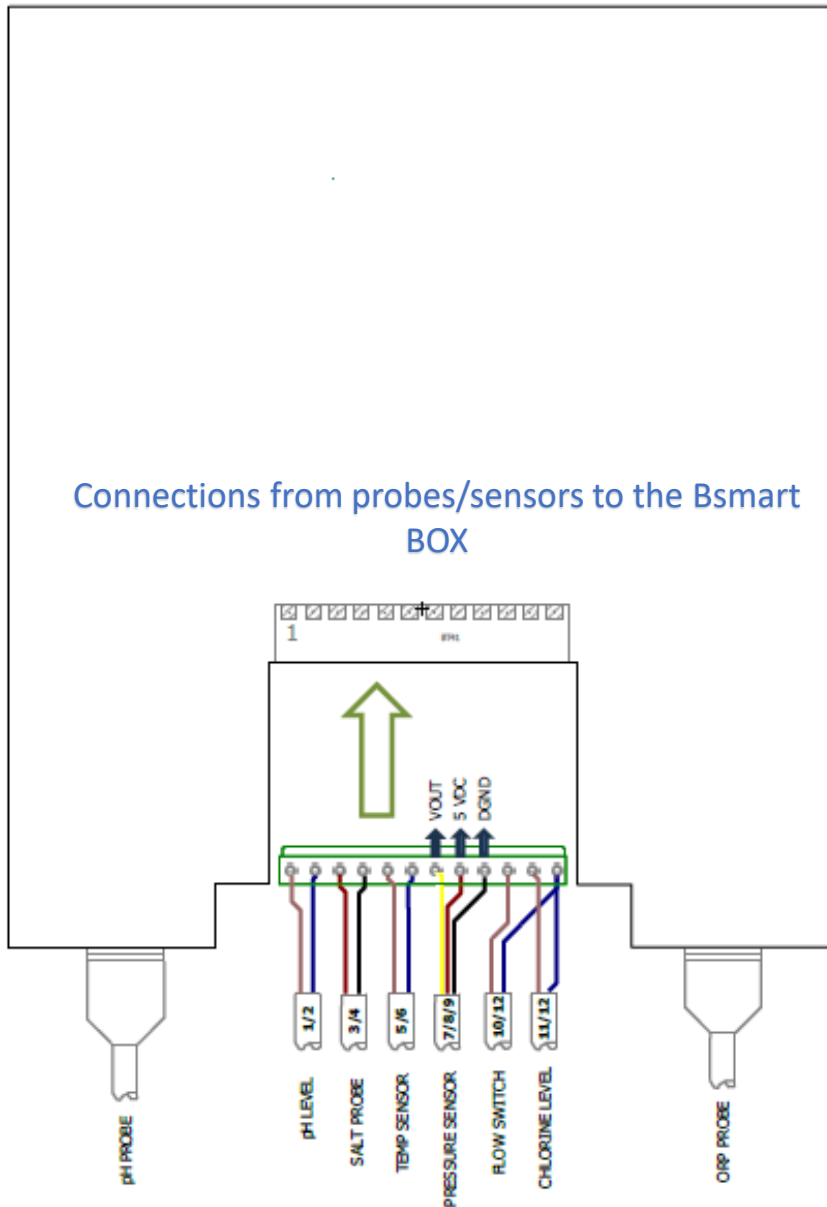 Connections from probes/sensors to the Bsmart
BOX
1
VOUT
5 VDC
DGND
1/2
3/4
5/6
7/8/9
10/12
11/12
pH PROBE
pH LEVEL
SALT PROBE
TEMP SENSOR
PRESSURE SENSOR
FLOW SWITCH
CHLORINE LEVEL
ORP PROBE